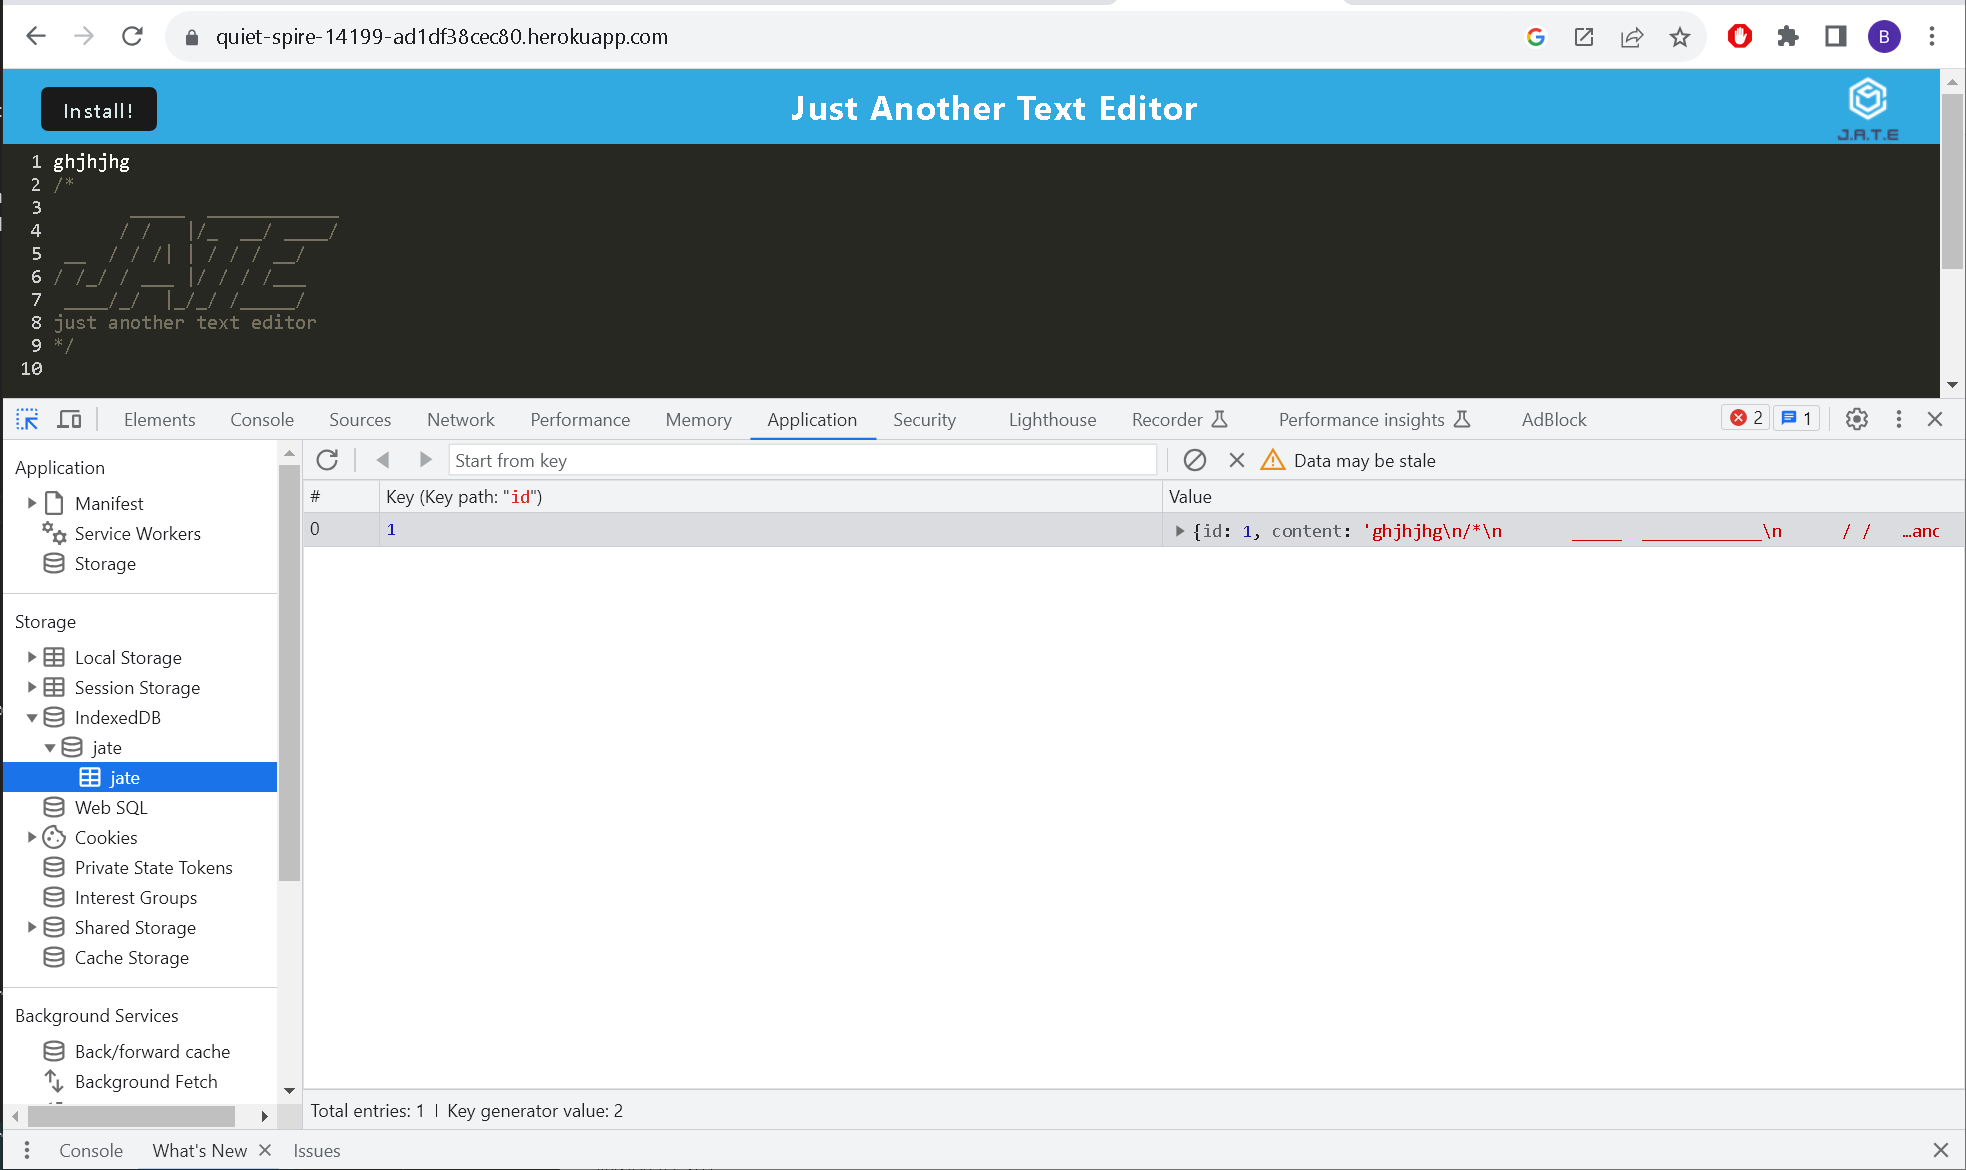 quiet-spire-14199-ad1df38cec80.herokuapp.com
B
Install!
Just Another Text Editor
J.A.T.E
1 ghjhjhg
2 /*
3       _____  ____________
4      / /   |/_  __/ ____/
5 __  / / /| | / / / __/
6 / /_/ / ___ |/ / / /___
7 ____/_/  |_/_/ /_____/
8 just another text editor
9 */
10
Elements Console Sources Network Performance Memory Application Security Lighthouse Recorder Performance insights AdBlock 2 1
Start from key
Data may be stale
# Key (Key path: "id") Value
0 1 {id: 1, content: 'ghjhjhg\n/*\n       _____  ____________\n      / /   …anc
Application
Manifest
Service Workers
Storage
Storage
Local Storage
Session Storage
IndexedDB
jate
jate
Web SQL
Cookies
Private State Tokens
Interest Groups
Shared Storage
Cache Storage
Background Services
Back/forward cache
Background Fetch
Total entries: 1 | Key generator value: 2
Console What's New Issues